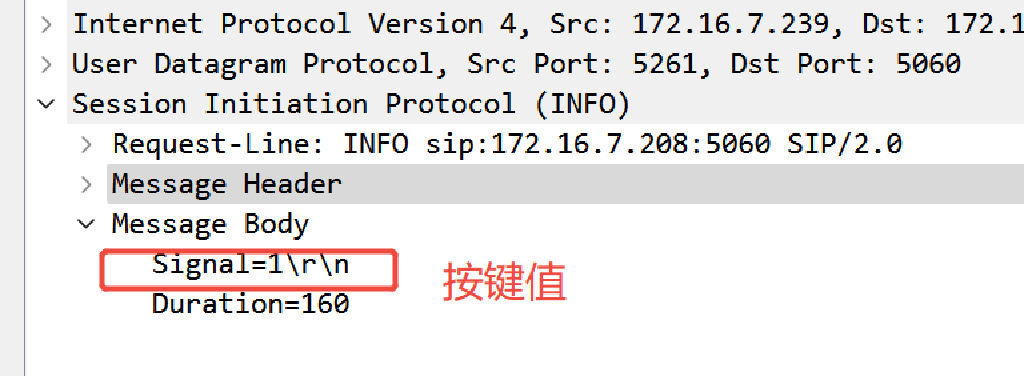 Internet Protocol Version 4, Src: 172.16.7.239, Dst: 172.1
User Datagram Protocol, Src Port: 5261, Dst Port: 5060
Session Initiation Protocol (INFO)
Request-Line: INFO sip:172.16.7.208:5060 SIP/2.0
Message Header
Message Body
Signal=1\r\n
按键值
Duration=160